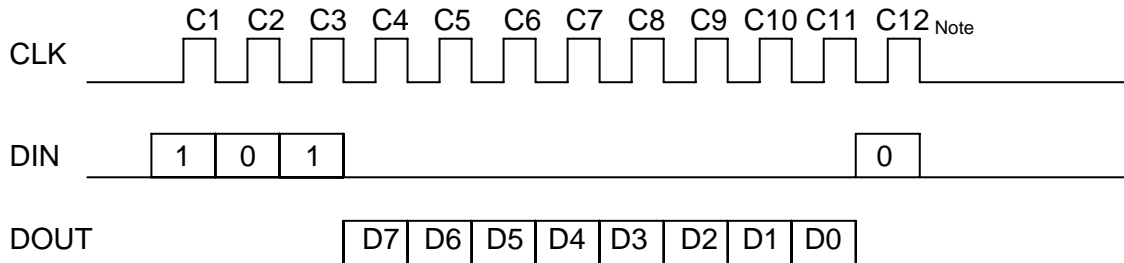 C1 C2 C3 C4 C5 C6 C7 C8 C9 C10 C11 C12 Note
CLK
DIN 1 0 1 0
DOUT D7 D6 D5 D4 D3 D2 D1 D0